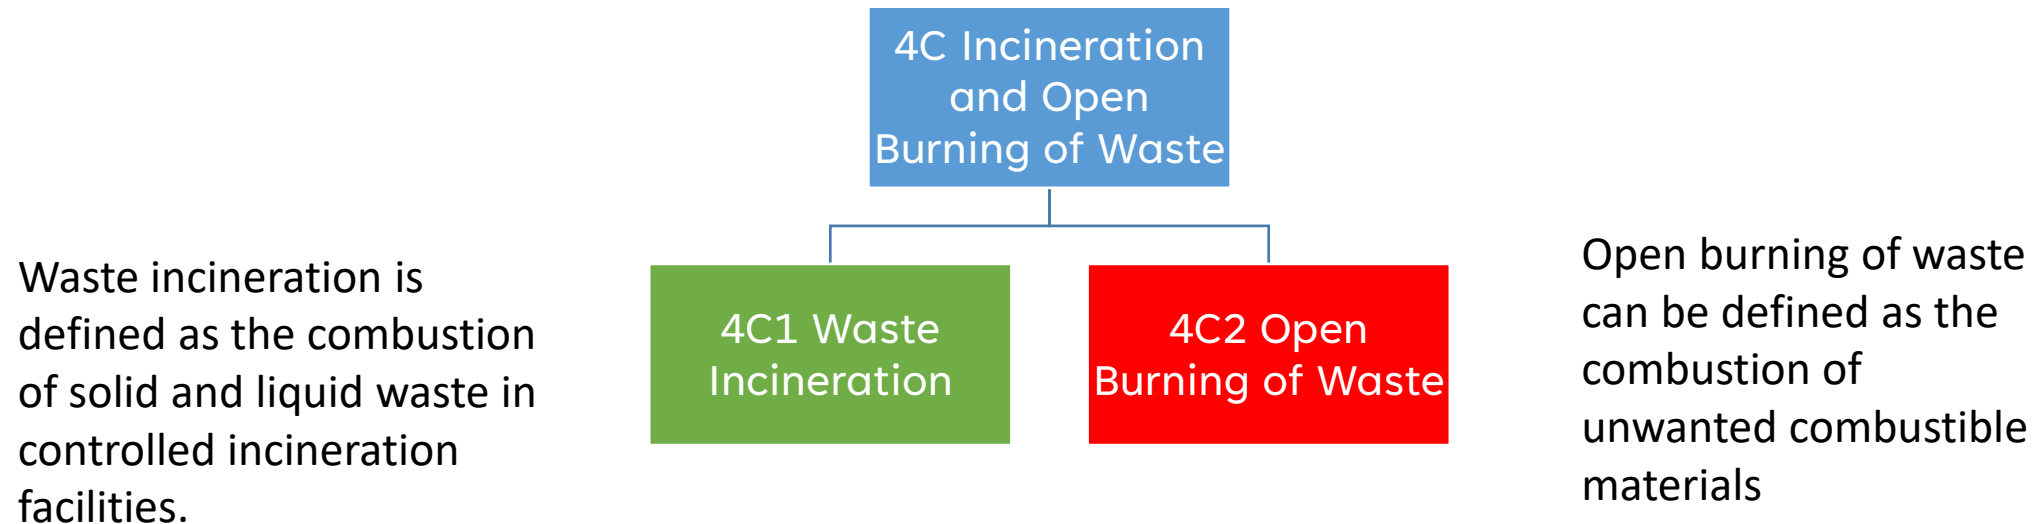 4C Incineration
and Open
Burning of Waste
Waste incineration is
defined as the combustion
of solid and liquid waste in
controlled incineration
facilities.
4C1 Waste
Incineration
4C2 Open
Burning of Waste
Open burning of waste
can be defined as the
combustion of
unwanted combustible
materials